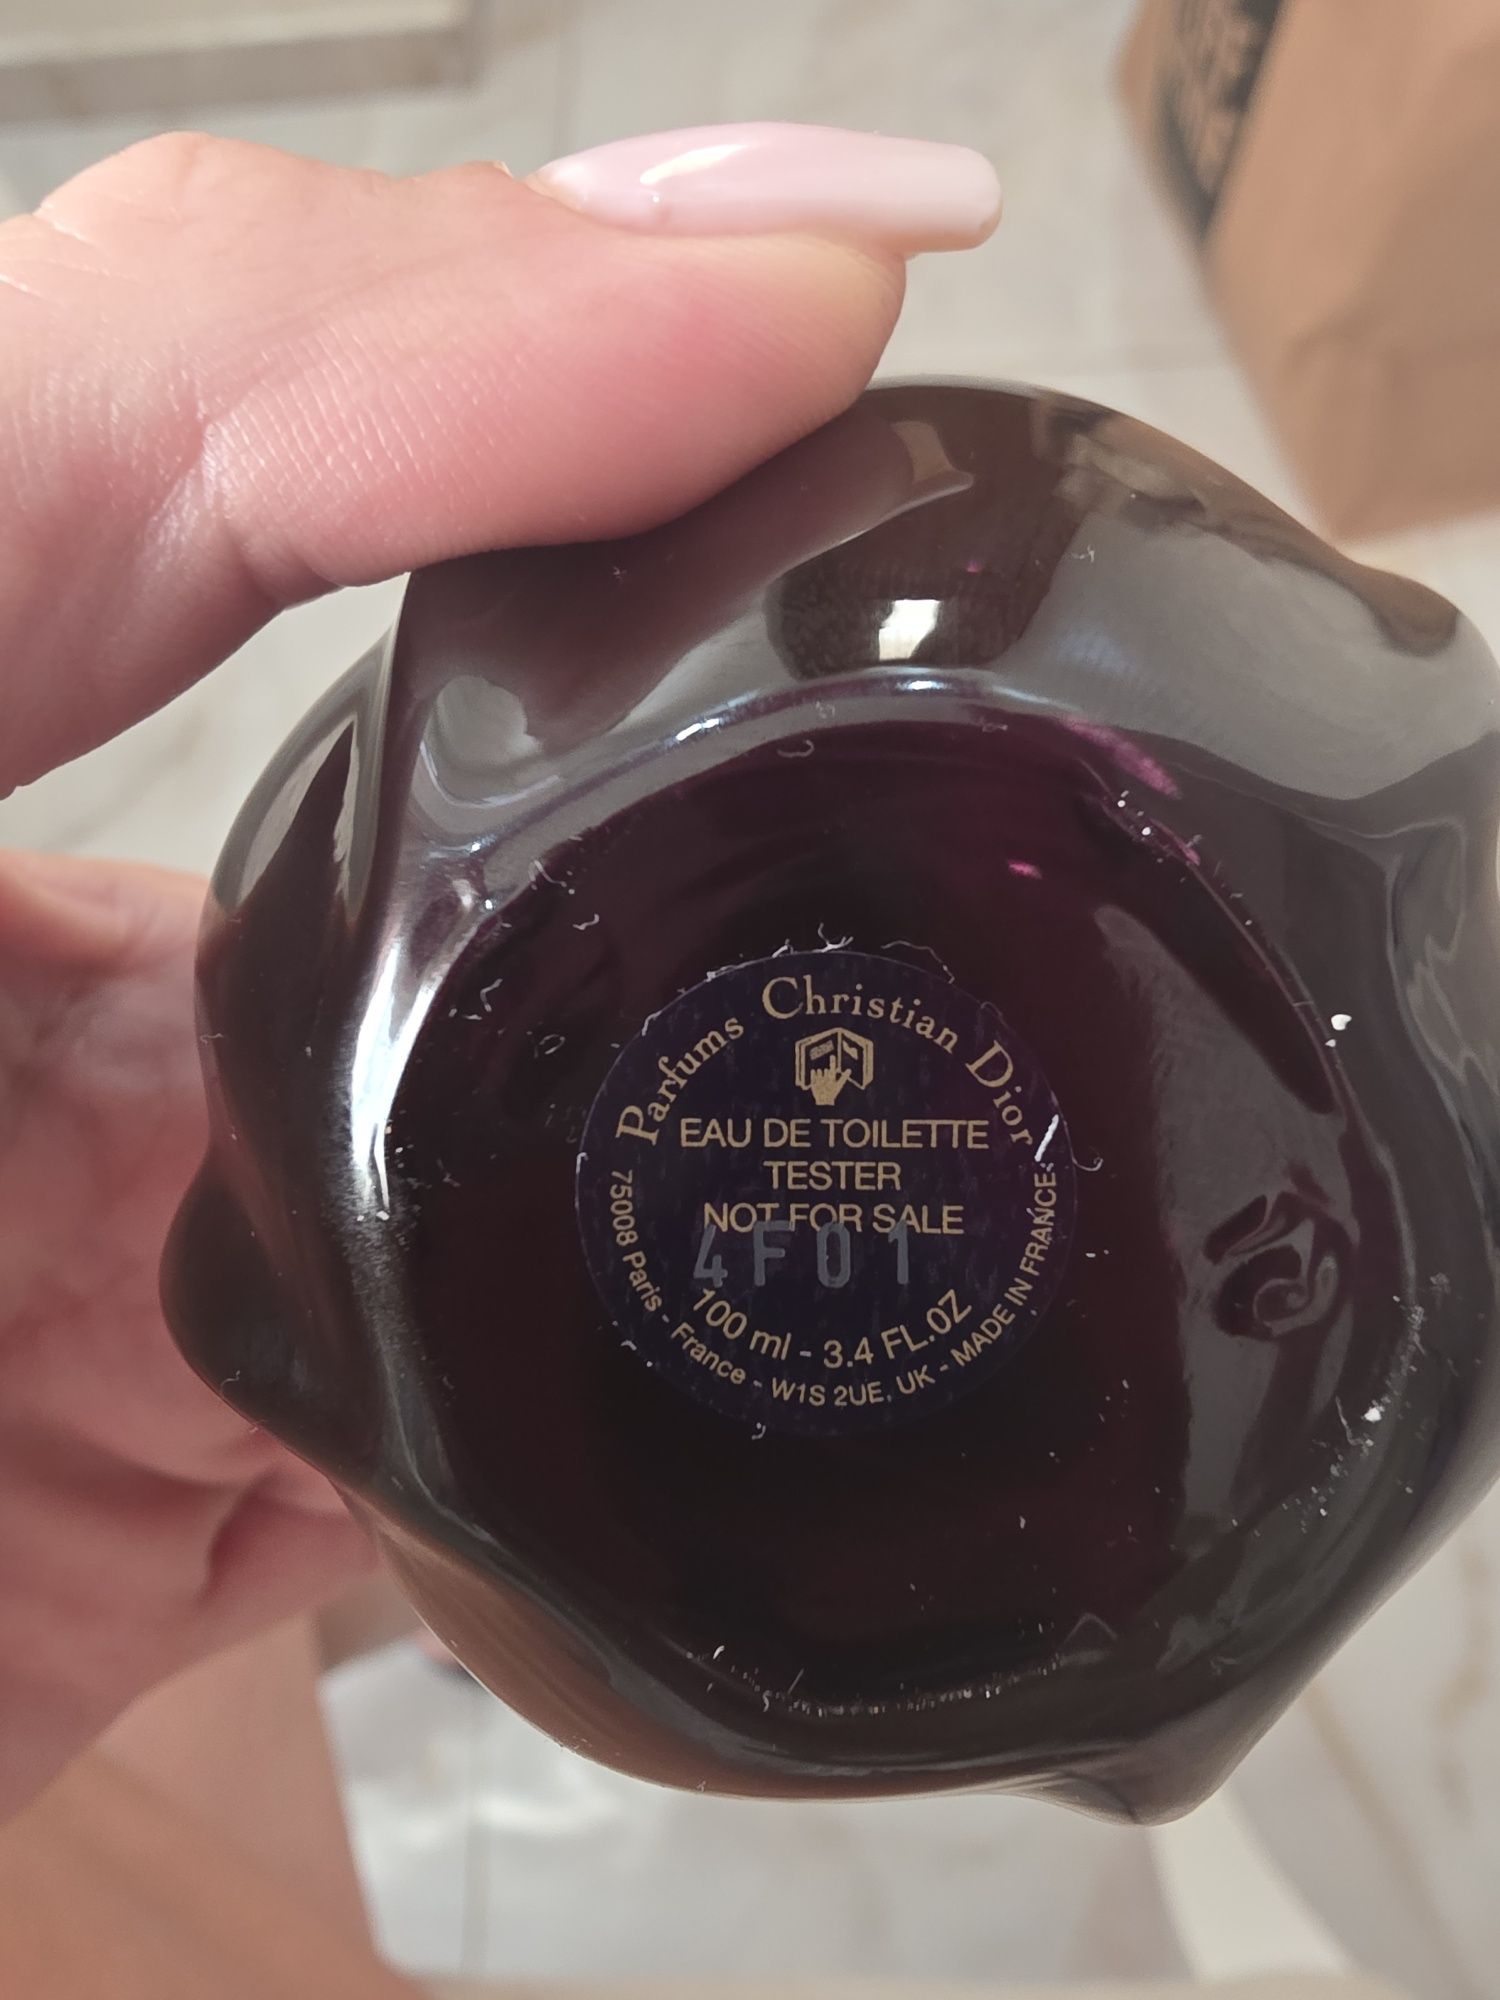 Parfums Christian Dior
EAU DE TOILETTE
TESTER
NOT FOR SALE
4F01
100 ml - 3.4 FL.OZ
75008 Paris - France - W1S 2UE, UK - MADE IN FRANCE.